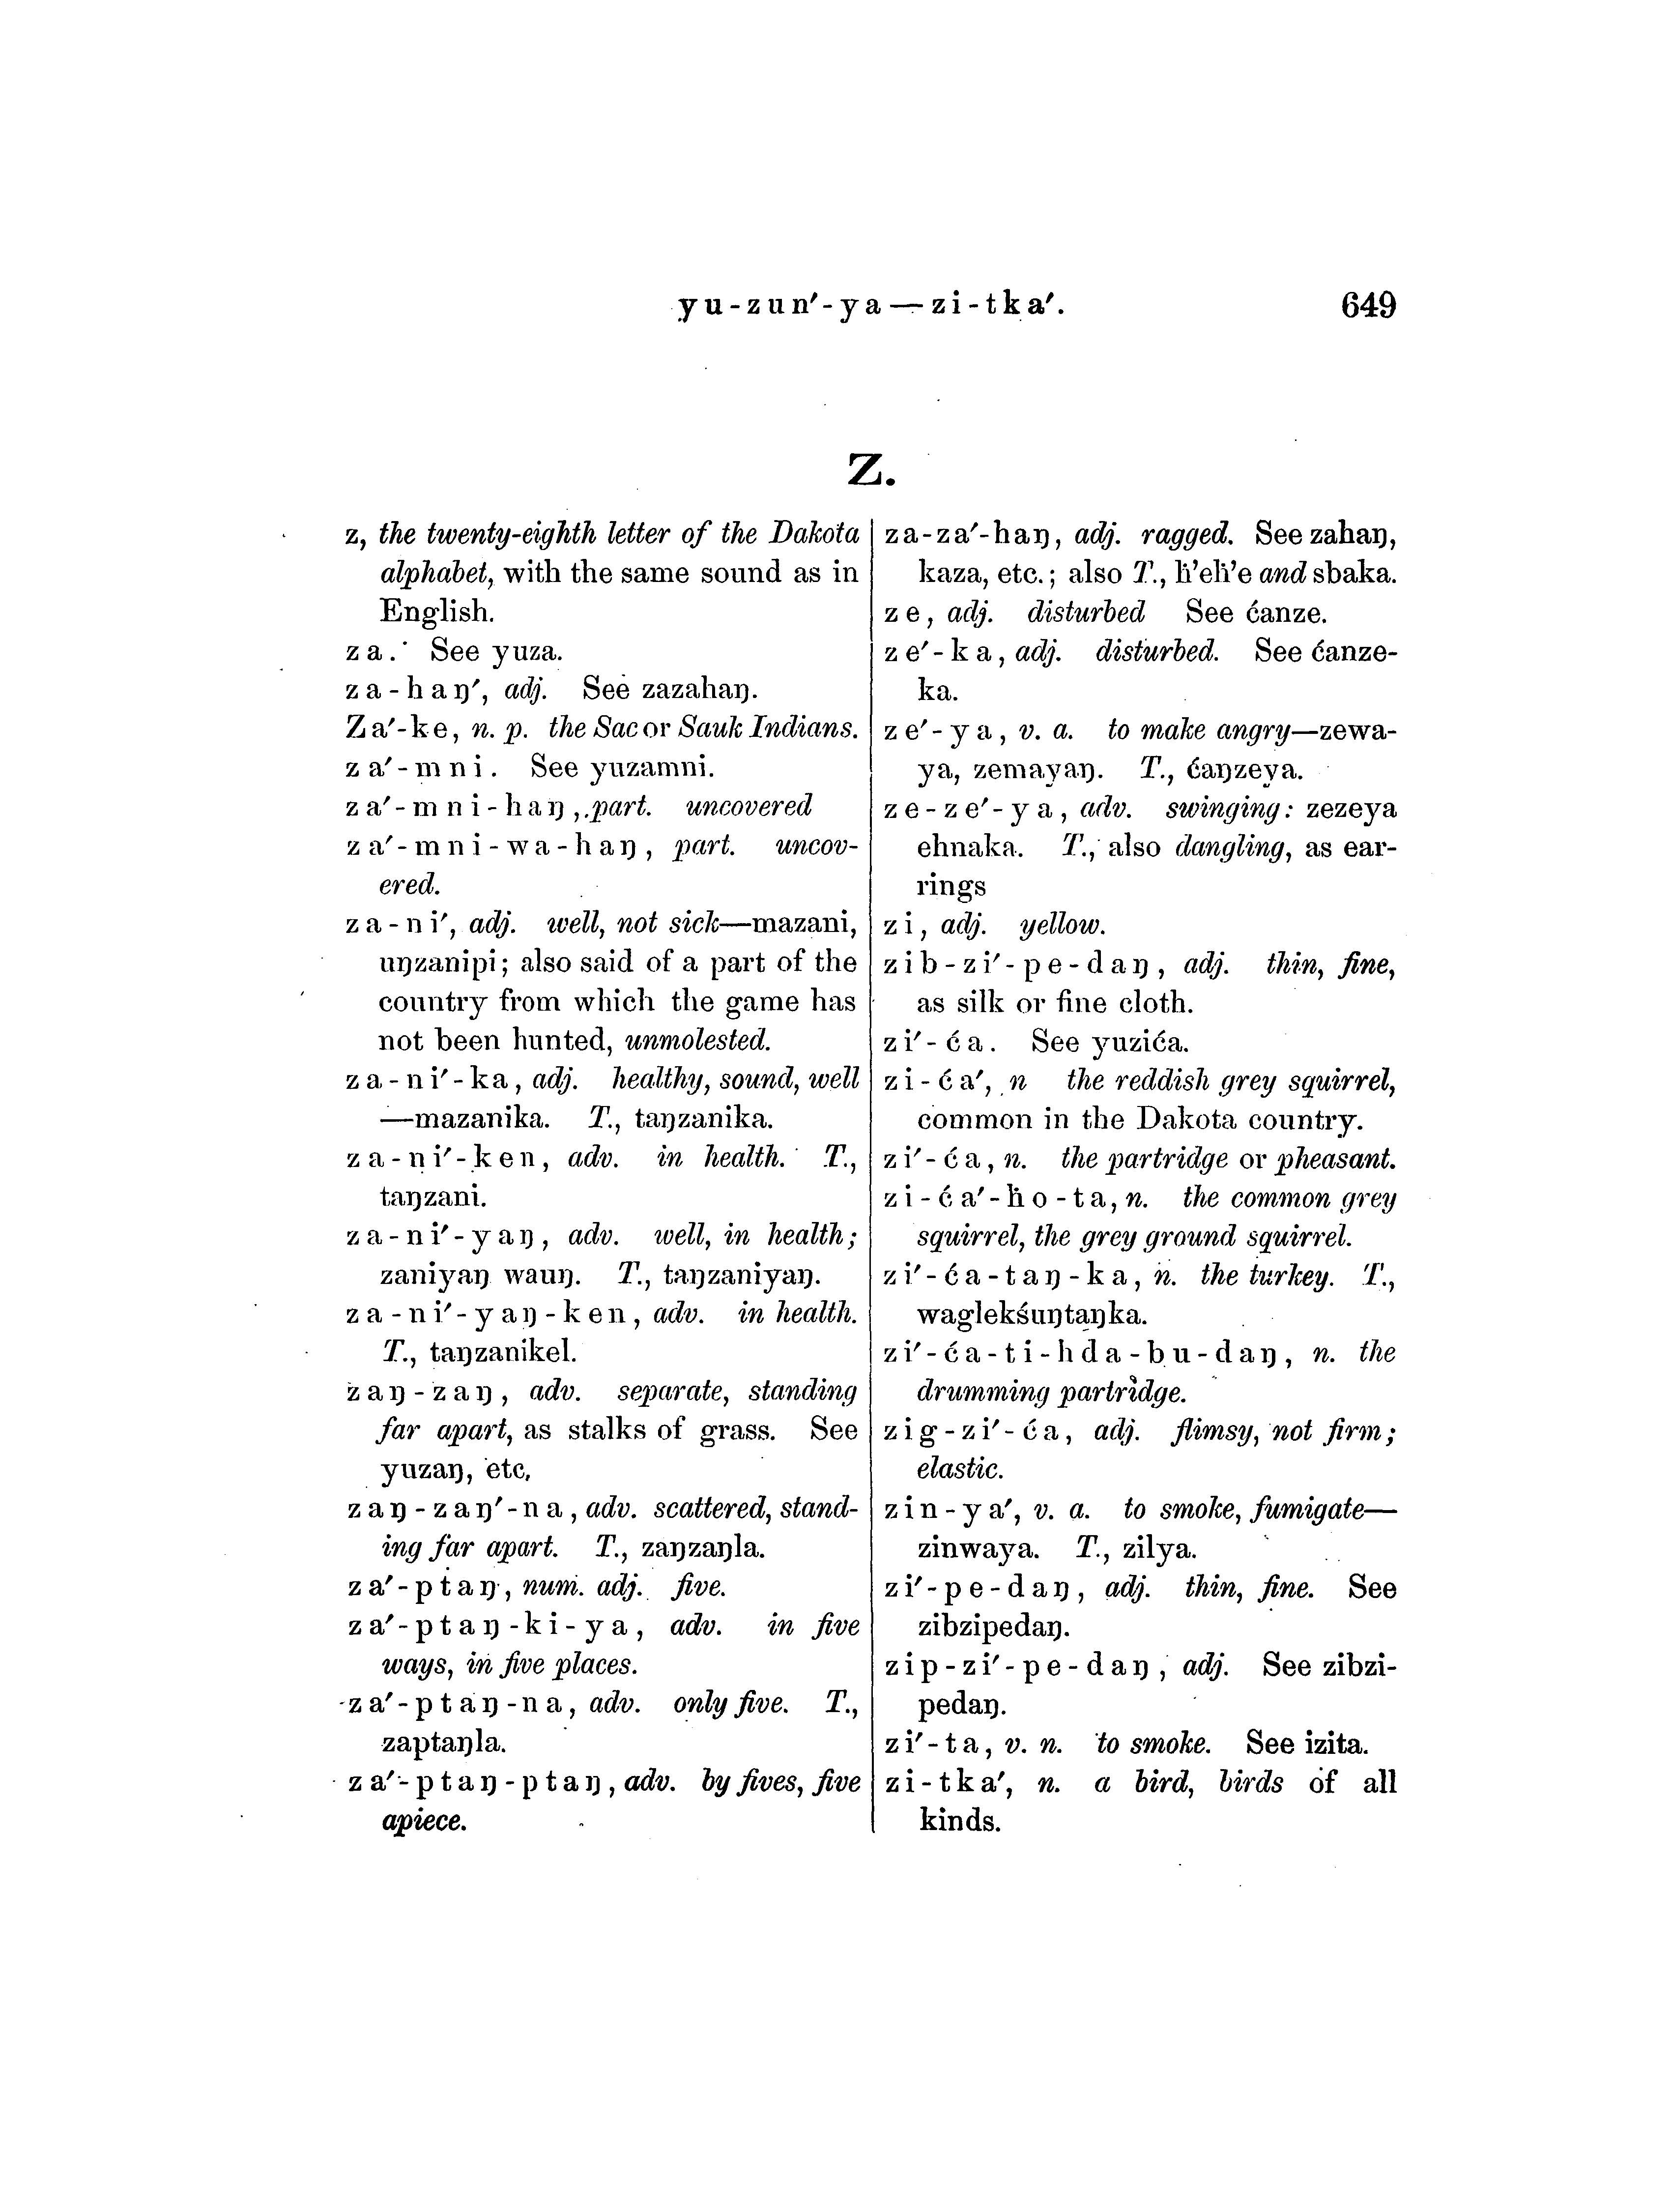 yu-zun′-ya—zi-tka′. 649
Z.
z, the twenty-eighth letter of the Dakota
alphabet, with the same sound as in
English.
za. See yuza.
za-haŋ′, adj. See zazahaŋ.
Za′-ke, n. p. the Sac or Sauk Indians.
za′-mni. See yuzamni.
za′-mni-haŋ, part. uncovered
za′-mni-wa-haŋ, part. uncov-
ered.
za-ni′, adj. well, not sick—mazani,
uŋzanipi; also said of a part of the
country from which the game has
not been hunted, unmolested.
za-ni′-ka, adj. healthy, sound, well
—mazanika. T., taŋzanika.
za-ni′-ken, adv. in health. T.,
taŋzani.
za-ni′-yaŋ, adv. well, in health;
zaniyaŋ wauŋ. T., taŋzaniyaŋ.
za-ni′-yaŋ-ken, adv. in health.
T., taŋzanikel.
zaŋ-zaŋ, adv. separate, standing
far apart, as stalks of grass. See
yuzaŋ, etc,
zaŋ-zaŋ′-na, adv. scattered, stand-
ing far apart. T., zaŋzaŋla.
za′-ptaŋ, num. adj. five.
za′-ptaŋ-ki-ya, adv. in five
ways, in five places.
za′-ptaŋ-na, adv. only five. T.,
zaptaŋla.
za′-ptaŋ-ptaŋ, adv. by fives, five
apiece.
za-za′-haŋ, adj. ragged. See zahaŋ,
kaza, etc.; also T., ḣ’eḣ’e and sbaka.
ze, adj. disturbed See ćanze.
ze′-ka, adj. disturbed. See ćanze-
ka.
ze′-ya, v. a. to make angry—zewa-
ya, zemayaŋ. T., ćaŋzeya.
ze-ze′-ya, adv. swinging: zezeya
ehnaka. T., also dangling, as ear-
rings
zi, adj. yellow.
zib-zi′-pe-daŋ, adj. thin, fine,
as silk or fine cloth.
zi′-ća. See yuzića.
zi-ća′, n the reddish grey squirrel,
common in the Dakota country.
zi′-ća, n. the partridge or pheasant.
zi-ća′-ḣo-ta, n. the common grey
squirrel, the grey ground squirrel.
zi′-ća-taŋ-ka, n. the turkey. T.,
waglekśuŋtaŋka.
zi′-ća-ti-hda-bu-daŋ, n. the
drumming partridge.
zig-zi′-ća, adj. flimsy, not firm;
elastic.
zin-ya′, v. a. to smoke, fumigate—
zinwaya. T., zilya.
zi′-pe-daŋ, adj. thin, fine. See
zibzipedaŋ.
zip-zi′-pe-daŋ, adj. See zibzi-
pedaŋ.
zi′-ta, v. n. to smoke. See izita.
zi-tka′, n. a bird, birds of all
kinds.